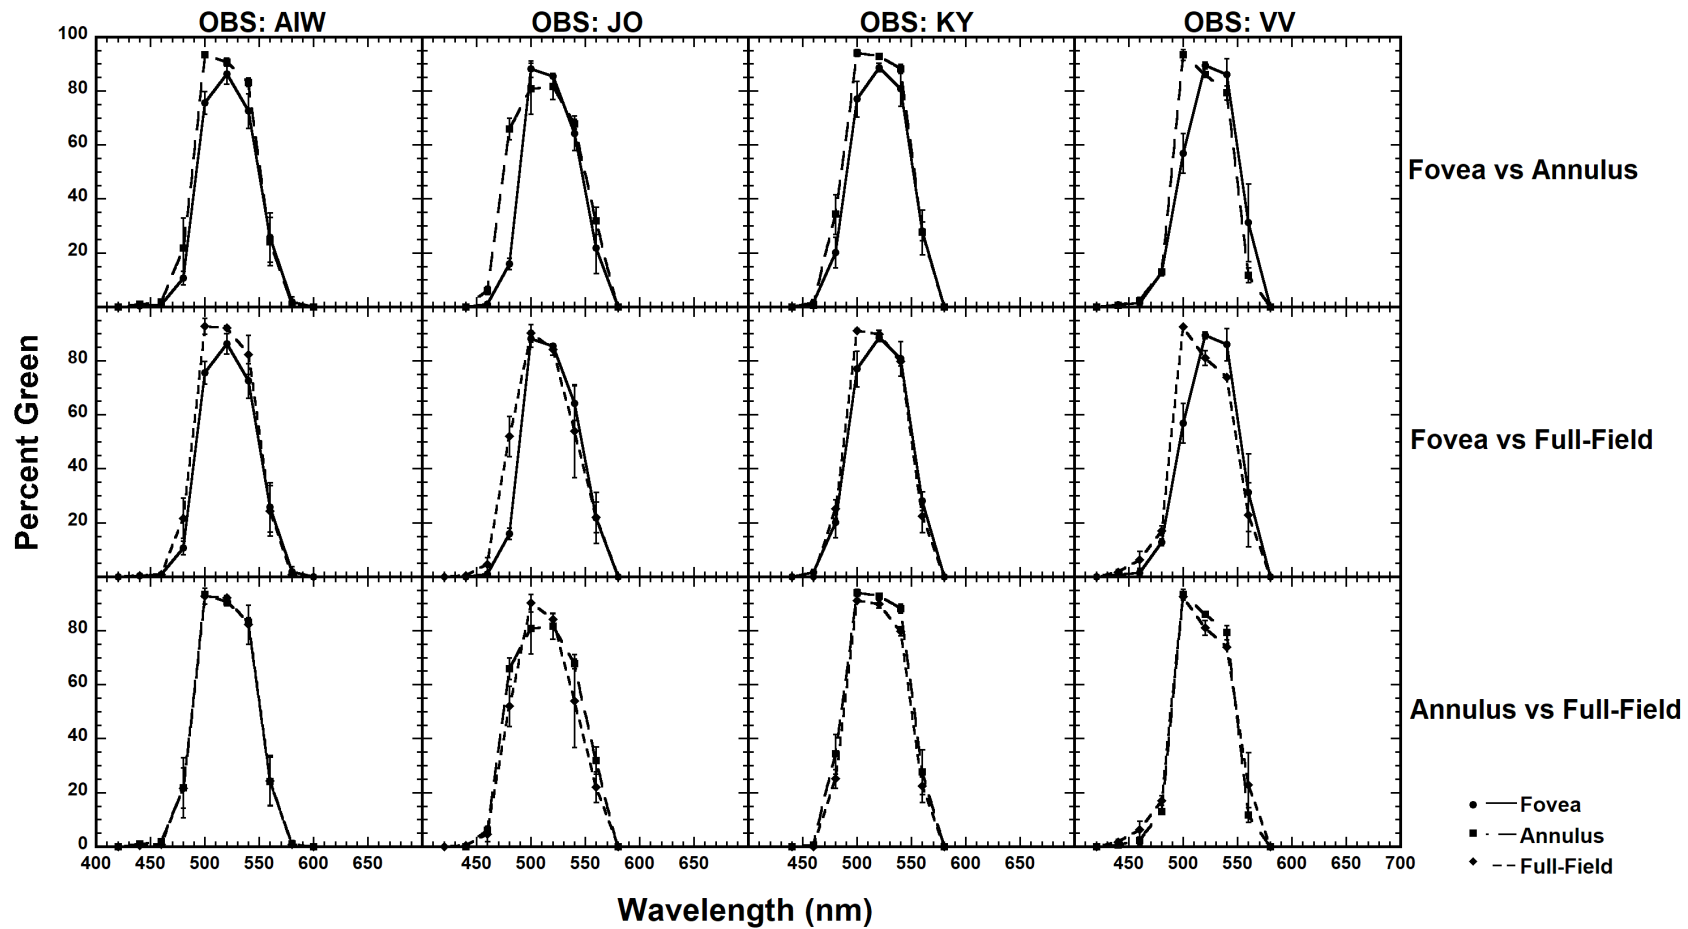 OBS: AIW OBS: JO OBS: KY OBS: VV
100
80
60
40
20
Fovea vs Annulus
80
60
40
20
Fovea vs Full-Field
80
60
40
20
0
Annulus vs Full-Field
Percent Green
400 450 500 550 600 650 450 500 550 600 650 450 500 550 600 650 450 500 550 600 650 700
Wavelength (nm)
Fovea
Annulus
Full-Field